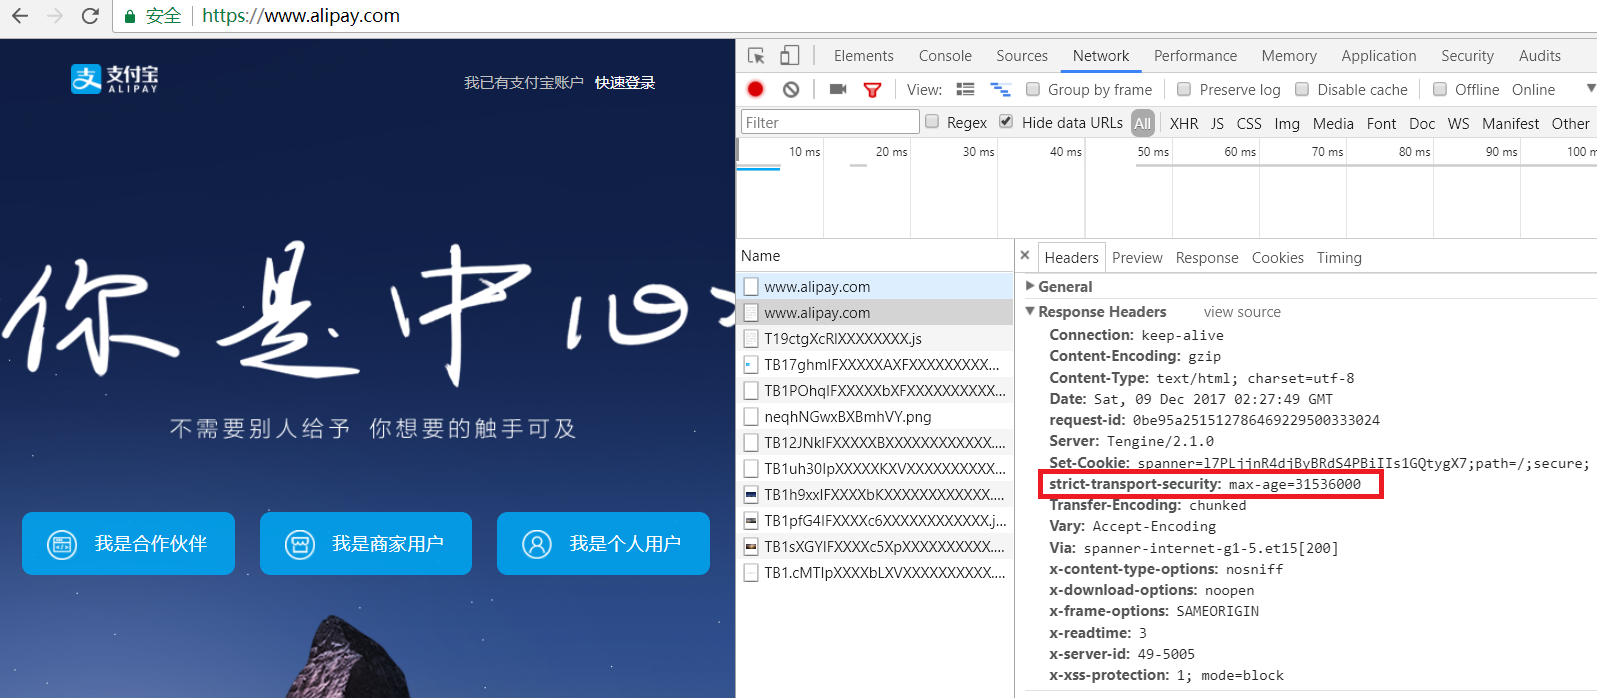 安全 https://www.alipay.com
支付宝
ALIPAY
我已有支付宝账户 快速登录
你是中心
不需要别人给予 你想要的触手可及
我是合作伙伴
我是商家用户
我是个人用户
Elements Console Sources Network Performance Memory Application Security Audits
View: Group by frame Preserve log Disable cache Offline Online
Filter Regex Hide data URLs All XHR JS CSS Img Media Font Doc WS Manifest Other
10 ms 20 ms 30 ms 40 ms 50 ms 60 ms 70 ms 80 ms 90 ms 100 m
Name
www.alipay.com
www.alipay.com
T19ctgXcRlXXXXXXXX.js
TB17ghmIFXXXXXAXFXXXXXXXXX...
TB1POhqIFXXXXXbXFXXXXXXXXXX...
neqhNGwxBXBmhVY.png
TB12JNkIFXXXXXBXXXXXXXXXXXX....
TB1uh30IpXXXXXKXVXXXXXXXXXX....
TB1h9xxIFXXXXbKXXXXXXXXXXXX....
TB1pfG4IFXXXXc6XXXXXXXXXXXX.j...
TB1sXGYIFXXXXc5XpXXXXXXXXXX....
TB1.cMTIpXXXXbLXVXXXXXXXXXX....
× Headers Preview Response Cookies Timing
General
Response Headers view source
Connection: keep-alive
Content-Encoding: gzip
Content-Type: text/html; charset=utf-8
Date: Sat, 09 Dec 2017 02:27:49 GMT
request-id: 0be95a2515127864692295003​33024
Server: Tengine/2.1.0
Set-Cookie: spanner=l7PLjjnR4djByBRdS4PBiIIs1GQtygX7;path=/;secure;
strict-transport-security: max-age=31536000
Transfer-Encoding: chunked
Vary: Accept-Encoding
Via: spanner-internet-g1-5.et15[200]
x-content-type-options: nosniff
x-download-options: noopen
x-frame-options: SAMEORIGIN
x-readtime: 3
x-server-id: 49-5005
x-xss-protection: 1; mode=block